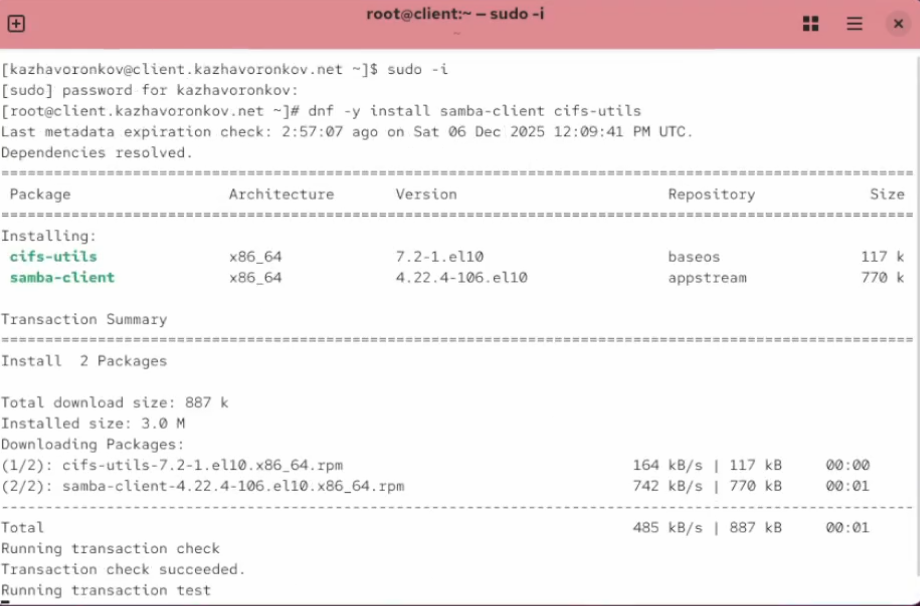 root@client:~ — sudo -i
[kazhavoronkov@client.kazhavoronkov.net ~]$ sudo -i
[sudo] password for kazhavoronkov:
[root@client.kazhavoronkov.net ~]# dnf -y install samba-client cifs-utils
Last metadata expiration check: 2:57:07 ago on Sat 06 Dec 2025 12:09:41 PM UTC.
Dependencies resolved.
================================================================================
Package Architecture Version Repository Size
================================================================================
Installing:
cifs-utils x86_64 7.2-1.el10 baseos 117 k
samba-client x86_64 4.22.4-106.el10 appstream 770 k
Transaction Summary
================================================================================
Install 2 Packages
Total download size: 887 k
Installed size: 3.0 M
Downloading Packages:
(1/2): cifs-utils-7.2-1.el10.x86_64.rpm 164 kB/s | 117 kB 00:00
(2/2): samba-client-4.22.4-106.el10.x86_64.rpm 742 kB/s | 770 kB 00:01
--------------------------------------------------------------------------------
Total 485 kB/s | 887 kB 00:01
Running transaction check
Transaction check succeeded.
Running transaction test